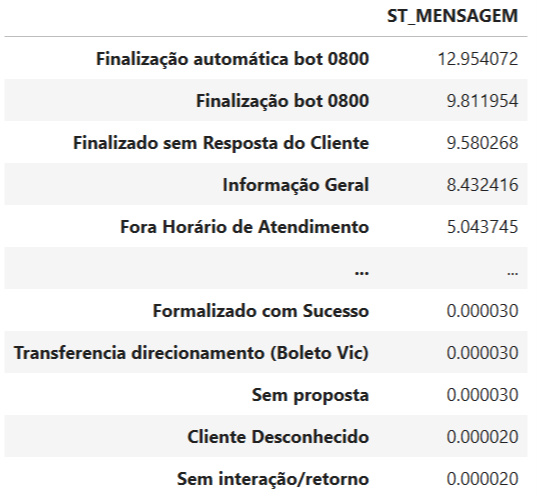 ST_MENSAGEM
Finalização automática bot 0800 12.954072
Finalização bot 0800 9.811954
Finalizado sem Resposta do Cliente 9.580268
Informação Geral 8.432416
Fora Horário de Atendimento 5.043745
... ...
Formalizado com Sucesso 0.000030
Transferencia direcionamento (Boleto Vic) 0.000030
Sem proposta 0.000030
Cliente Desconhecido 0.000020
Sem interação/retorno 0.000020